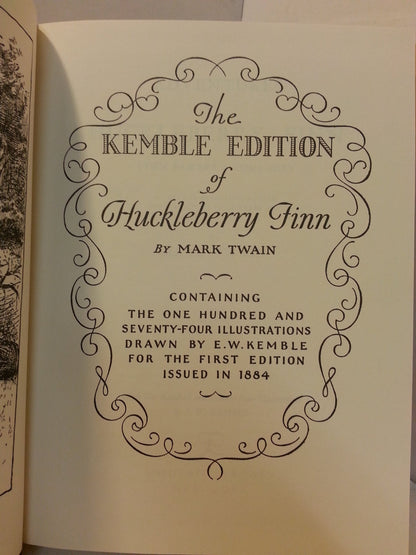 The
KEMBLE EDITION
of
Huckleberry Finn
BY MARK TWAIN
CONTAINING
THE ONE HUNDRED AND
SEVENTY-FOUR ILLUSTRATIONS
DRAWN BY E.W. KEMBLE
FOR THE FIRST EDITION
ISSUED IN 1884